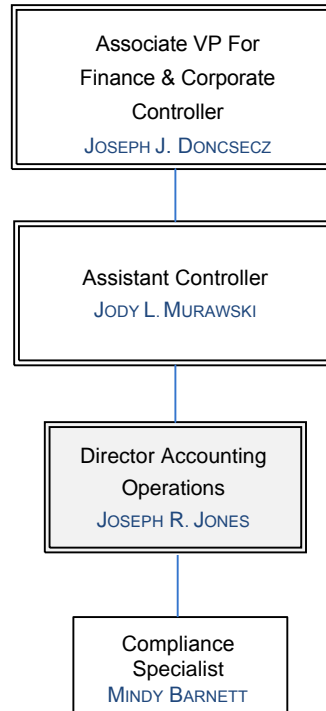 Associate VP For
Finance & Corporate
Controller
JOSEPH J. DONCSECZ
Assistant Controller
JODY L. MURAWSKI
Director Accounting
Operations
JOSEPH R. JONES
Compliance
Specialist
MINDY BARNETT